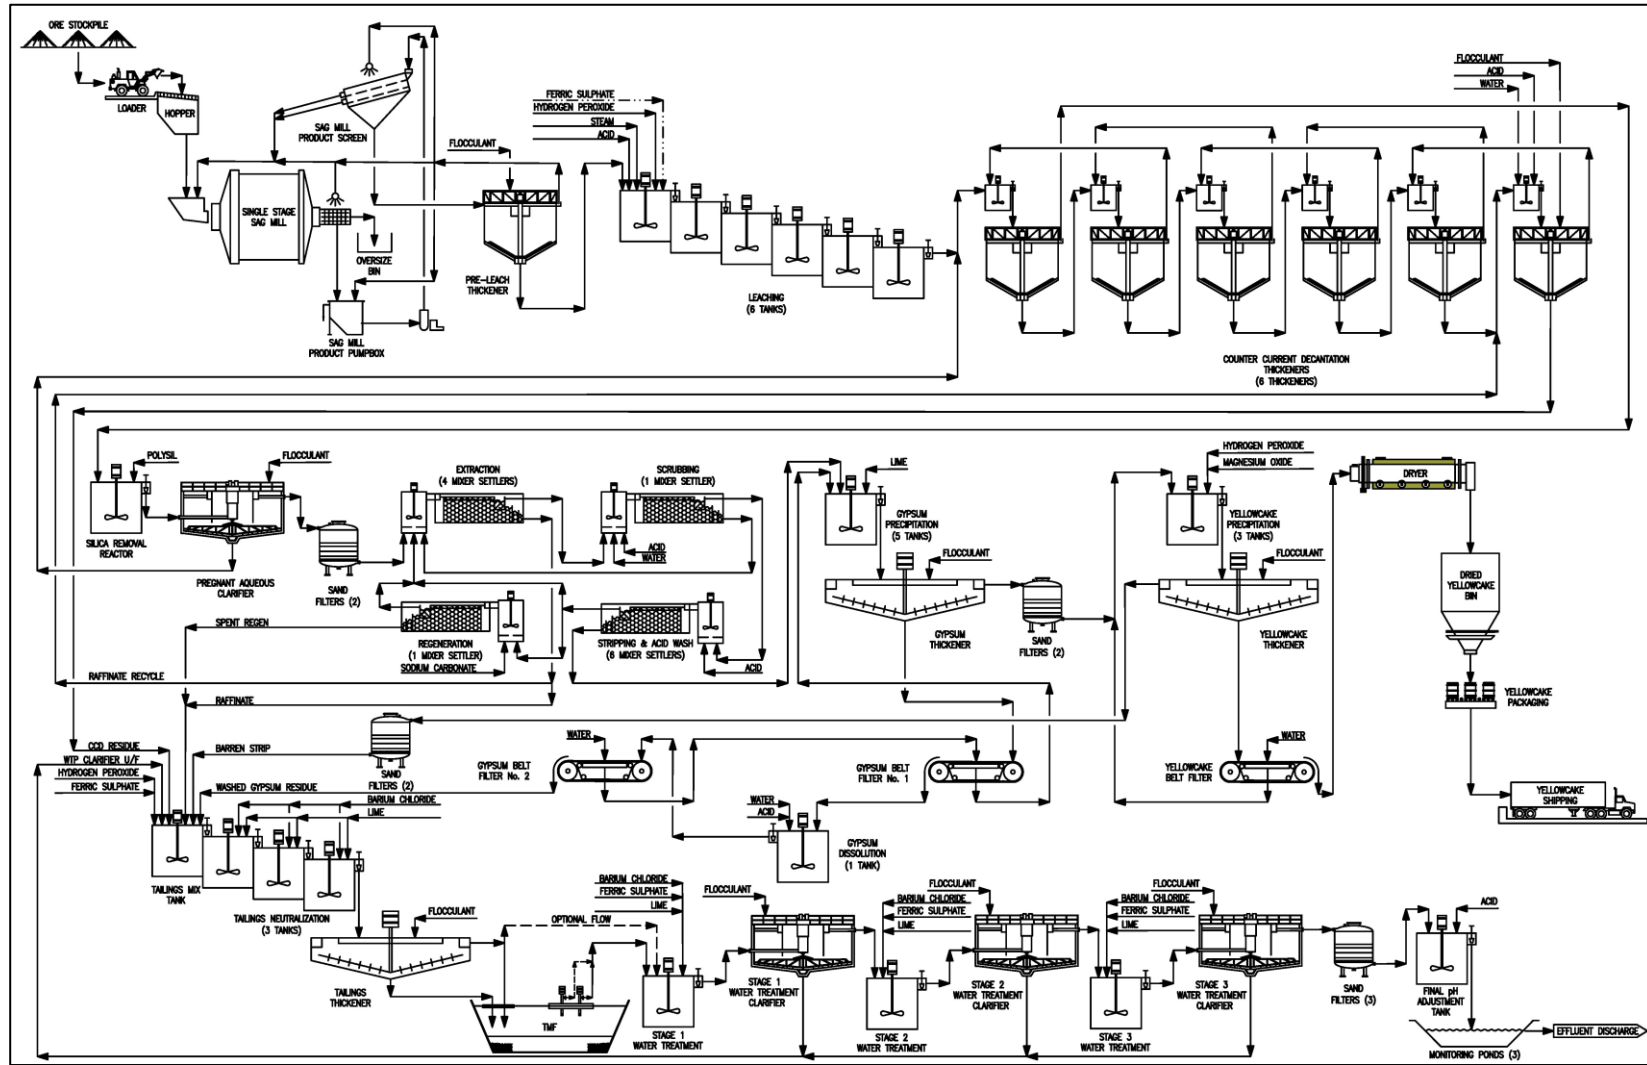 ORE STOCKPILE
LOADER
HOPPER
SAG MILL
PRODUCT SCREEN
SINGLE STAGE
SAG MILL
OVERSIZE
BIN
SAG MILL
PRODUCT PUMPBOX
FLOCCULANT
PRE-LEACH
THICKENER
FERRIC SULPHATE
HYDROGEN PEROXIDE
STEAM
ACID
LEACHING
(6 TANKS)
FLOCCULANT
ACID
WATER
COUNTER CURRENT DECANTATION
THICKENERS
(6 THICKENERS)
POLYSIL
SILICA REMOVAL
REACTOR
FLOCCULANT
PREGNANT AQUEOUS
CLARIFIER
SAND
FILTERS (2)
EXTRACTION
(4 MIXER SETTLERS)
SCRUBBING
(1 MIXER SETTLER)
ACID
WATER
REGENERATION
(1 MIXER SETTLER)
SODIUM CARBONATE
STRIPPING & ACID WASH
(6 MIXER SETTLERS)
ACID
SPENT REGEN
RAFFINATE RECYCLE
RAFFINATE
LIME
GYPSUM
PRECIPITATION
(5 TANKS)
FLOCCULANT
GYPSUM
THICKENER
SAND
FILTERS (2)
HYDROGEN PEROXIDE
MAGNESIUM OXIDE
YELLOWCAKE
PRECIPITATION
(3 TANKS)
FLOCCULANT
YELLOWCAKE
THICKENER
DRYER
DRIED
YELLOWCAKE
BIN
YELLOWCAKE
PACKAGING
YELLOWCAKE
SHIPPING
CCD RESIDUE
WTP CLARIFIER U/F
HYDROGEN PEROXIDE
FERRIC SULPHATE
BARREN STRIP
SAND
FILTERS (2)
WASHED GYPSUM RESIDUE
BARIUM CHLORIDE
LIME
WATER
GYPSUM BELT
FILTER No. 2
GYPSUM BELT
FILTER No. 1
WATER
YELLOWCAKE
BELT FILTER
WATER
ACID
GYPSUM
DISSOLUTION
(1 TANK)
TAILINGS MIX
TANK
TAILINGS NEUTRALIZATION
(3 TANKS)
FLOCCULANT
TAILINGS
THICKENER
OPTIONAL FLOW
TMF
BARIUM CHLORIDE
FERRIC SULPHATE
LIME
STAGE 1
WATER TREATMENT
FLOCCULANT
STAGE 1
WATER TREATMENT
CLARIFIER
BARIUM CHLORIDE
FERRIC SULPHATE
LIME
STAGE 2
WATER TREATMENT
FLOCCULANT
STAGE 2
WATER TREATMENT
CLARIFIER
BARIUM CHLORIDE
FERRIC SULPHATE
LIME
STAGE 3
WATER TREATMENT
FLOCCULANT
STAGE 3
WATER TREATMENT
CLARIFIER
SAND
FILTERS (3)
ACID
FINAL pH
ADJUSTMENT
TANK
MONITORING PONDS (3)
EFFLUENT DISCHARGE